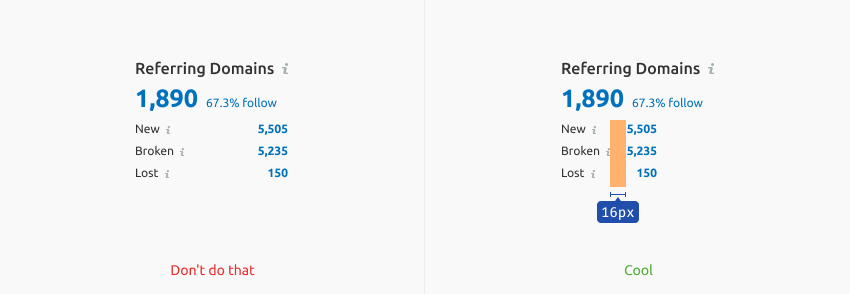 Referring Domains i
1,890 67.3% follow
New i 5,505
Broken i 5,235
Lost i 150
Don't do that
Referring Domains i
1,890 67.3% follow
New i 5,505
Broken i 5,235
Lost i 150
16px
Cool